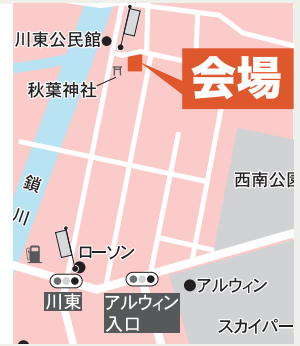 川東公民館
会場
秋葉神社
西南公園
鎖川
ローソン
川東
アルウィン
入口
アルウィン
スカイパー